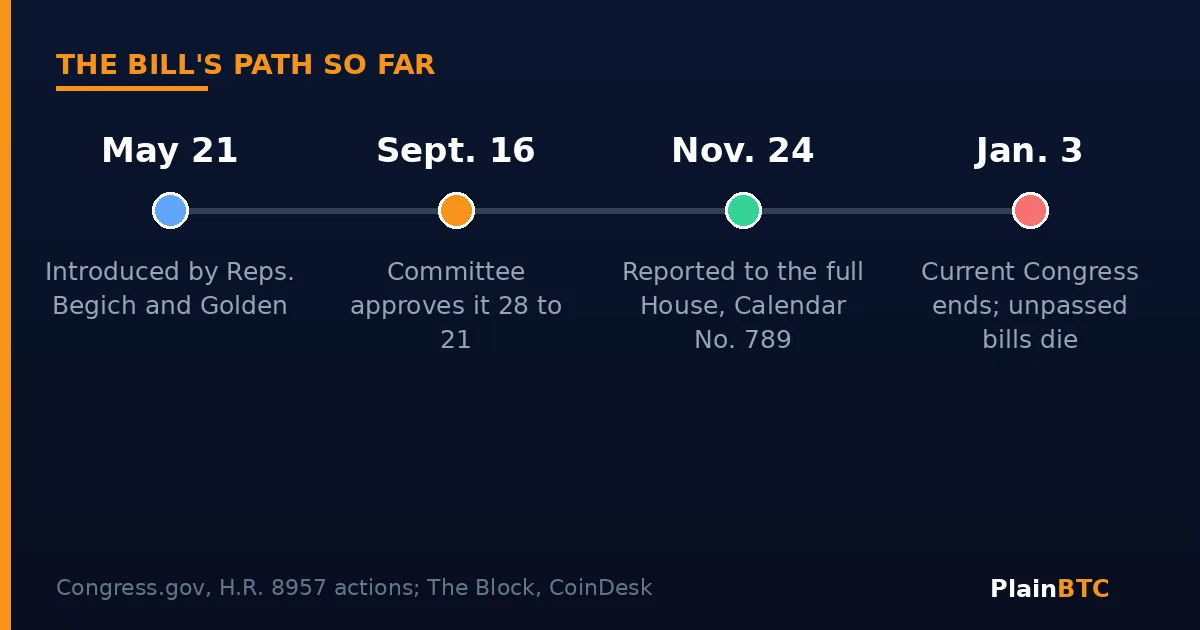 THE BILL'S PATH SO FAR
May 21
Sept. 16
Nov. 24
Jan. 3
Introduced by Reps.
Begich and Golden
Committee
approves it 28 to
21
Reported to the full
House, Calendar
No. 789
Current Congress
ends; unpassed
bills die
Congress.gov, H.R. 8957 actions; The Block, CoinDesk
PlainBTC